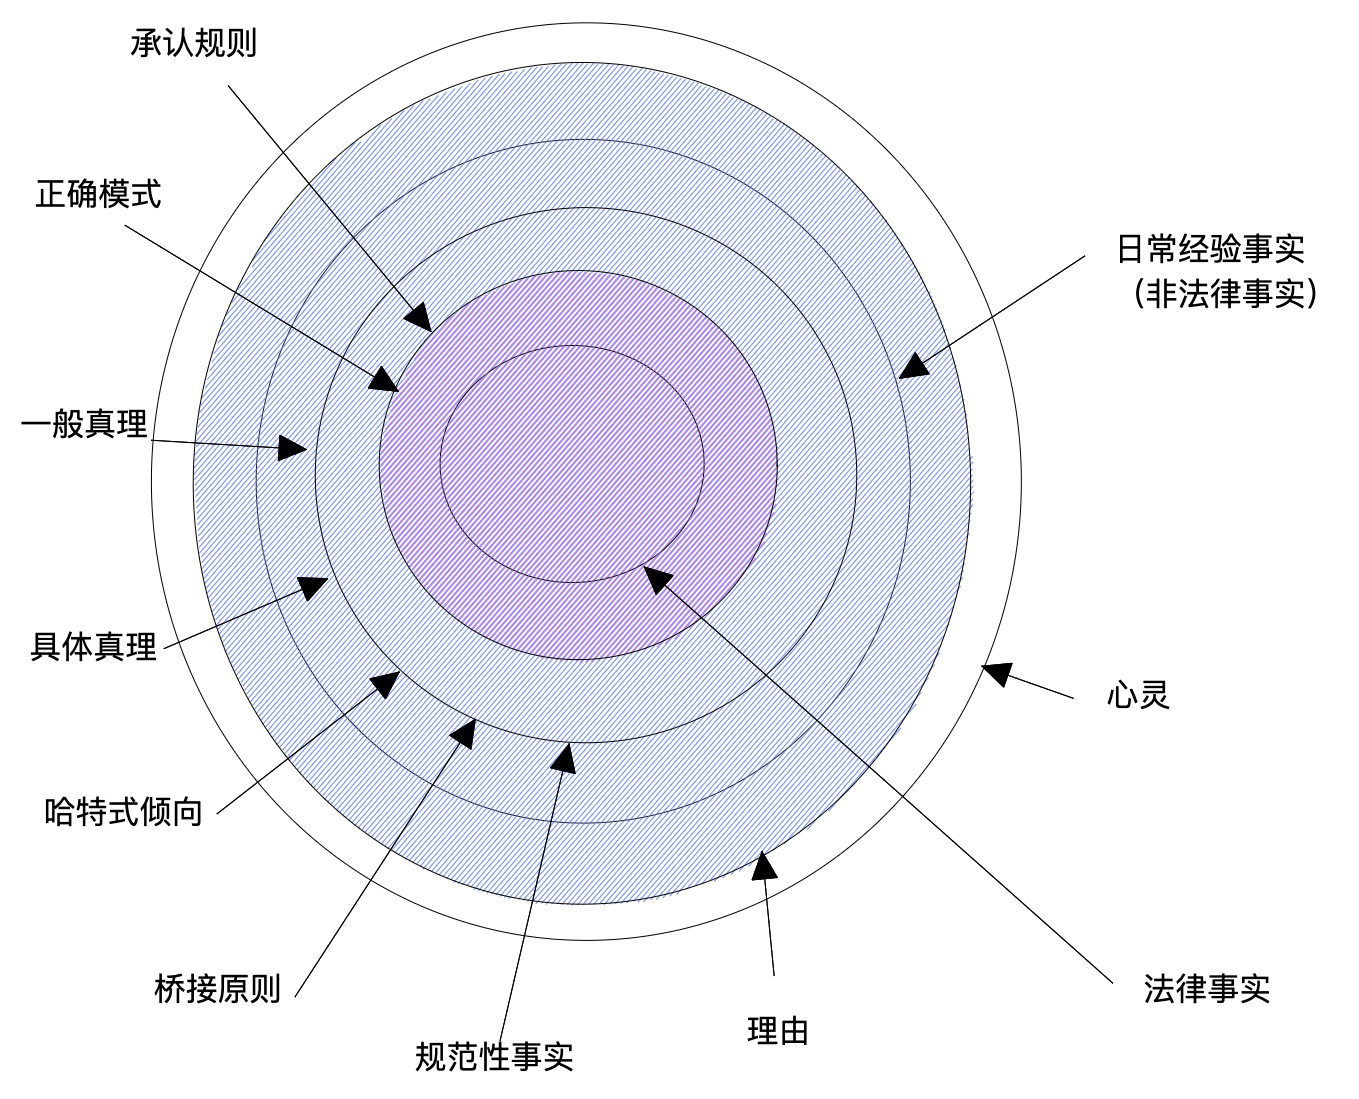 承认规则
正确模式
日常经验事实
（非法律事实）
一般真理
具体真理
心灵
哈特式倾向
桥接原则
法律事实
理由
规范性事实